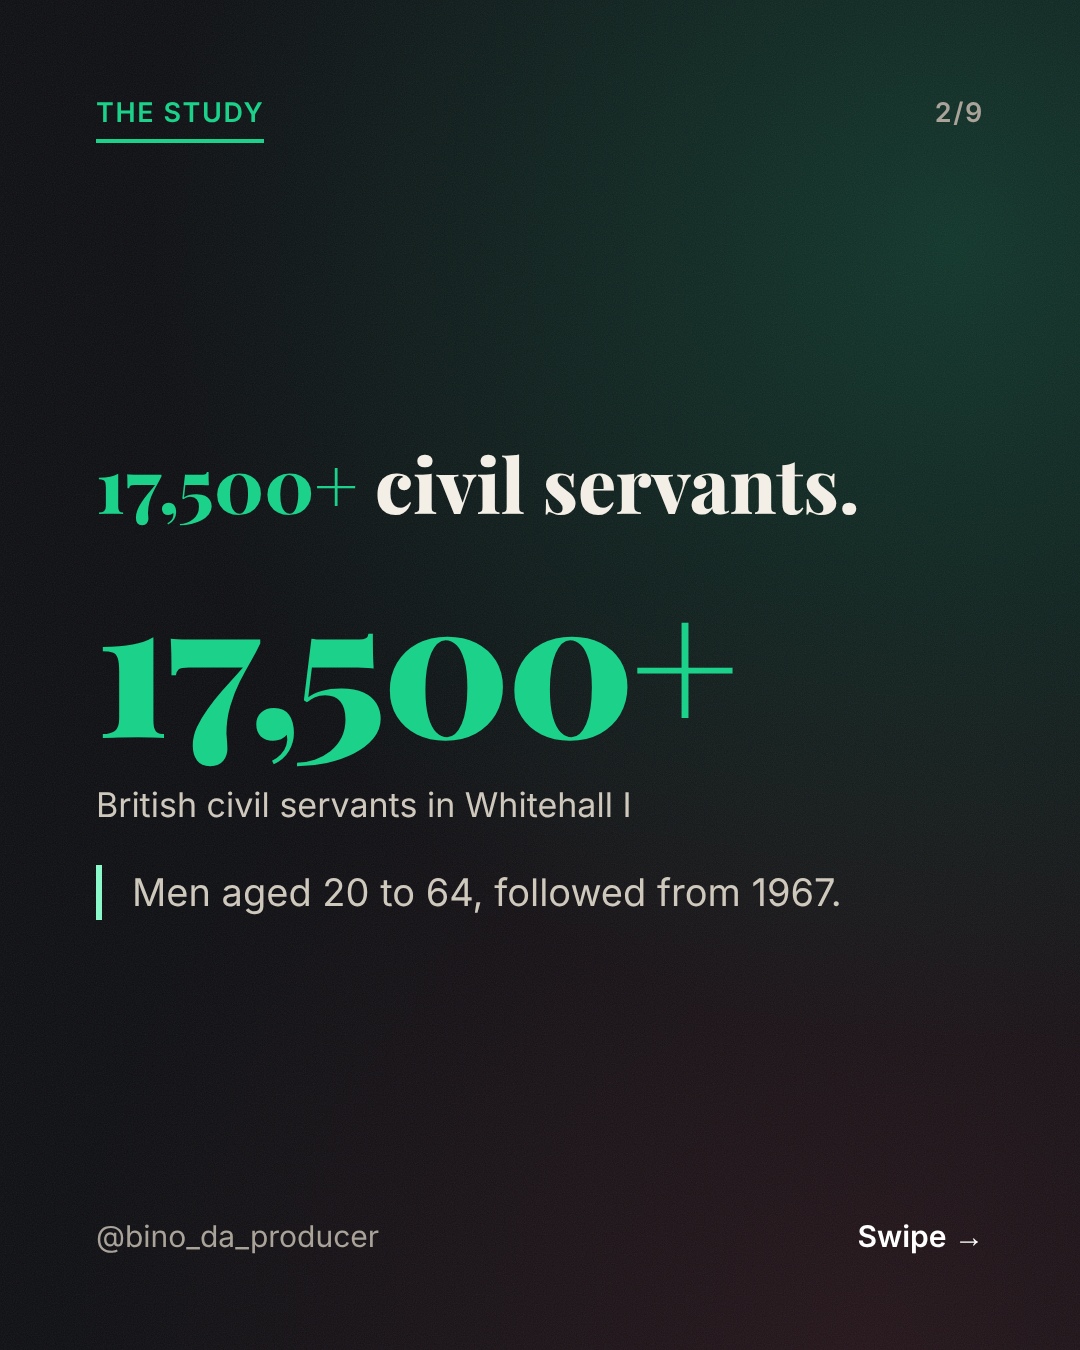 THE STUDY
2/9
17,500+ civil servants.
17,500+
British civil servants in Whitehall I
Men aged 20 to 64, followed from 1967.
@bino_da_producer
Swipe →